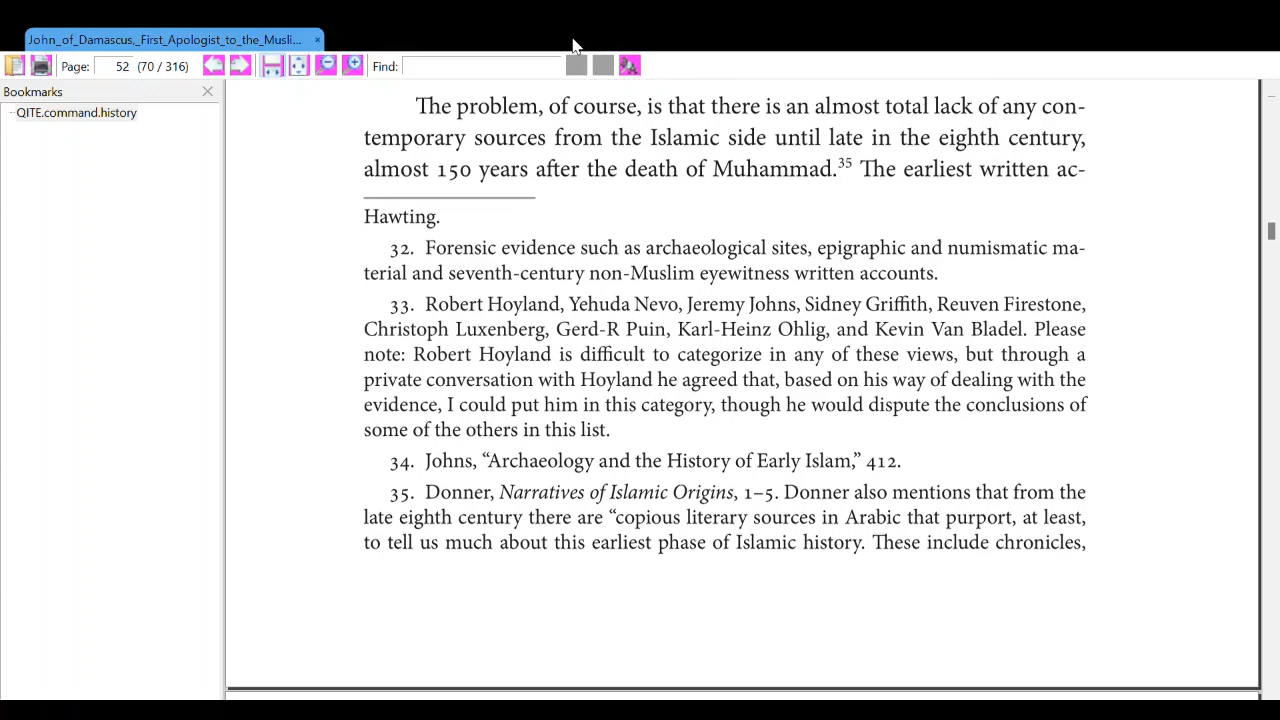 John_of_Damascus,_First_Apologist_to_the_Musli...
Page: 52 (70 / 316) Find:
Bookmarks
QITE.command.history
The problem, of course, is that there is an almost total lack of any con-
temporary sources from the Islamic side until late in the eighth century,
almost 150 years after the death of Muhammad.35 The earliest written ac-
Hawting.
32. Forensic evidence such as archaeological sites, epigraphic and numismatic ma-
terial and seventh-century non-Muslim eyewitness written accounts.
33. Robert Hoyland, Yehuda Nevo, Jeremy Johns, Sidney Griffith, Reuven Firestone,
Christoph Luxenberg, Gerd-R Puin, Karl-Heinz Ohlig, and Kevin Van Bladel. Please
note: Robert Hoyland is difficult to categorize in any of these views, but through a
private conversation with Hoyland he agreed that, based on his way of dealing with the
evidence, I could put him in this category, though he would dispute the conclusions of
some of the others in this list.
34. Johns, “Archaeology and the History of Early Islam,” 412.
35. Donner, Narratives of Islamic Origins, 1–5. Donner also mentions that from the
late eighth century there are “copious literary sources in Arabic that purport, at least,
to tell us much about this earliest phase of Islamic history. These include chronicles,